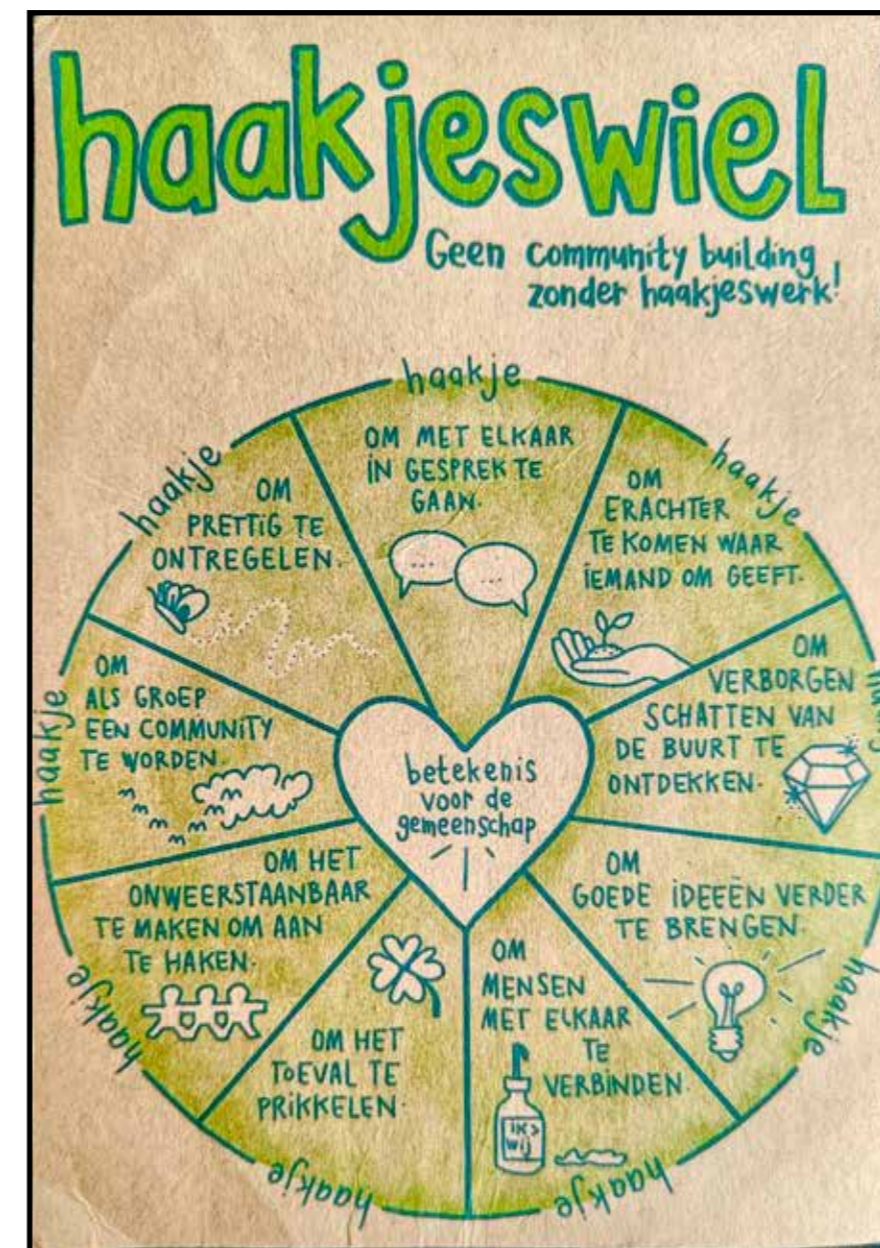 haakjeswiel
Geen community building
zonder haakjeswerk!
haakje
OM MET ELKAAR
IN GESPREK TE
GAAN.
haakje
OM
ERACHTER
TE KOMEN WAAR
IEMAND OM GEEFT.
OM
VERBORGEN
SCHATTEN VAN
DE BUURT TE
ONTDEKKEN.
haakje
OM
GOEDE IDEEËN VERDER
TE BRENGEN.
haakje
OM
MENSEN
MET ELKAAR
TE
VERBINDEN.
IK>
wij
haakje
OM HET
TOEVAL TE
PRIKKELEN.
haakje
OM HET
ONWEERSTAANBAAR
TE MAKEN OM AAN
TE HAKEN.
haakje
OM
ALS GROEP
EEN COMMUNITY
TE WORDEN.
haakje
OM
PRETTIG TE
ONTREGELEN.
betekenis
voor de
gemeenschap